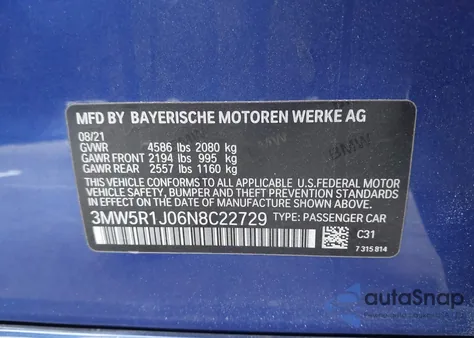 MFD BY BAYERISCHE MOTOREN WERKE AG
08/21
GVWR 4586 lbs 2080 kg
GAWR FRONT 2194 lbs 995 kg
GAWR REAR 2557 lbs 1160 kg
THIS VEHICLE CONFORMS TO ALL APPLICABLE U.S.FEDERAL MOTOR
VEHICLE SAFETY, BUMPER, AND THEFT PREVENTION STANDARDS
IN EFFECT ON THE DATE OF MANUFACTURE SHOWN ABOVE.
3MW5R1J06N8C22729 TYPE: PASSENGER CAR
C31
7 315 814
BMW
autoSnap